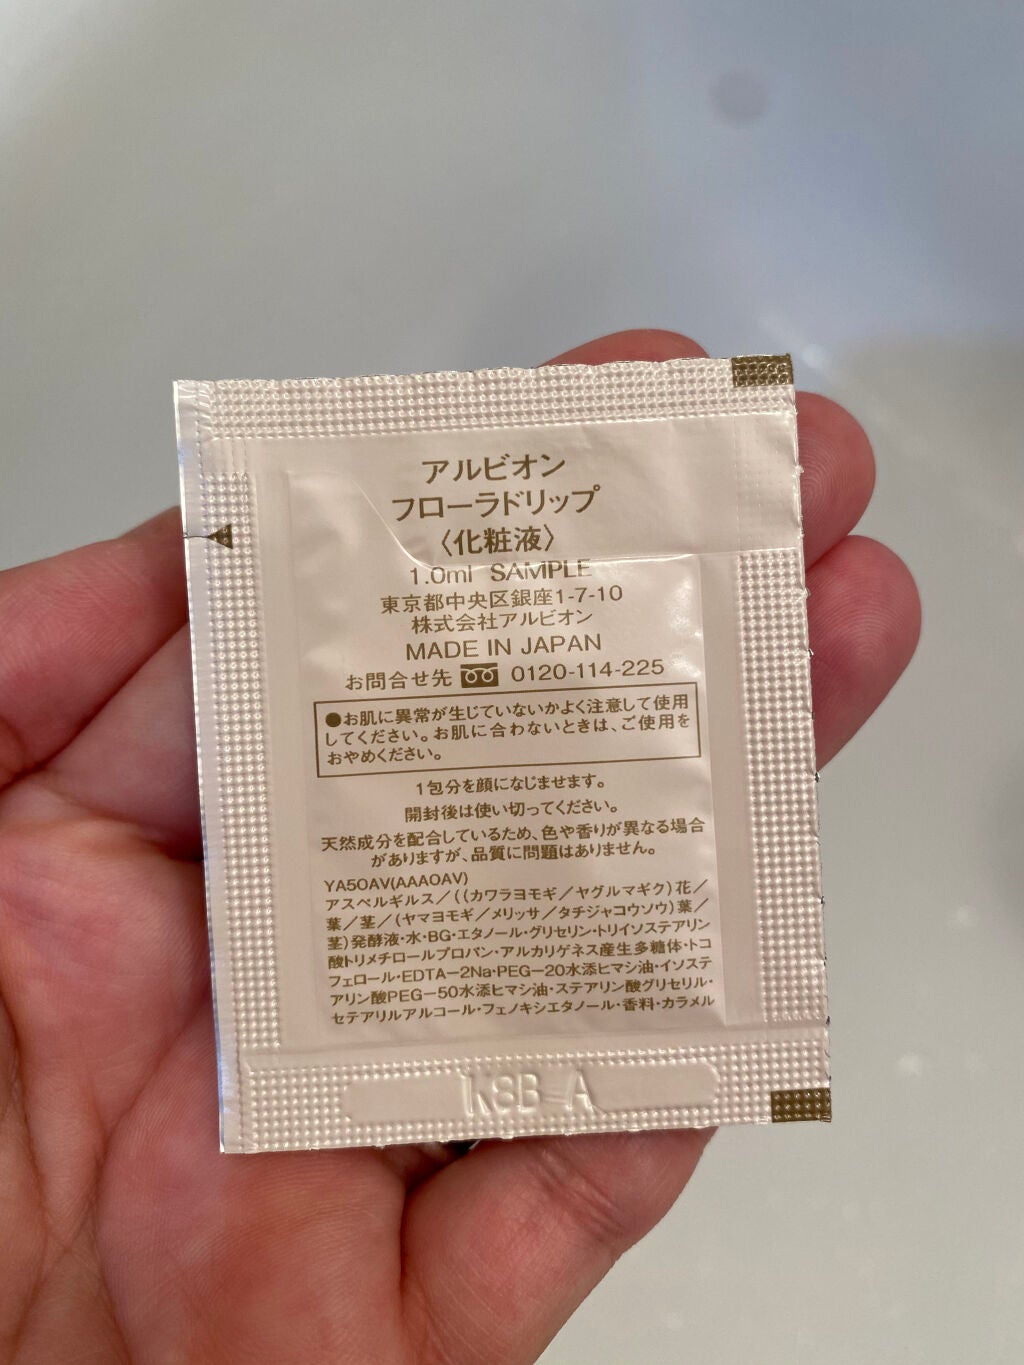 アルビオン
フローラドリップ
〈化粧液〉
1.0ml SAMPLE
東京都中央区銀座1-7-10
株式会社アルビオン
MADE IN JAPAN
お問合せ先 0120-114-225
●お肌に異常が生じていないかよく注意して使用
してください。お肌に合わないときは、ご使用を
おやめください。
1包分を顔になじませます。
開封後は使い切ってください。
天然成分を配合しているため、色や香りが異なる場合
がありますが、品質に問題はありません。
YA50AV(AAA0AV)
アスペルギルス／((カワラヨモギ／ヤグルマギク)花／
葉／茎／(ヤマヨモギ／メリッサ／タチジャコウソウ)葉／
茎)発酵液・水・BG・エタノール・グリセリン・トリイソステアリン
酸トリメチロールプロパン・アルカリゲネス産生多糖体・トコ
フェロール・EDTA−2Na・PEG−20水添ヒマシ油・イソステ
アリン酸PEG−50水添ヒマシ油・ステアリン酸グリセリル・
セテアリルアルコール・フェノキシエタノール・香料・カラメル
K8B A